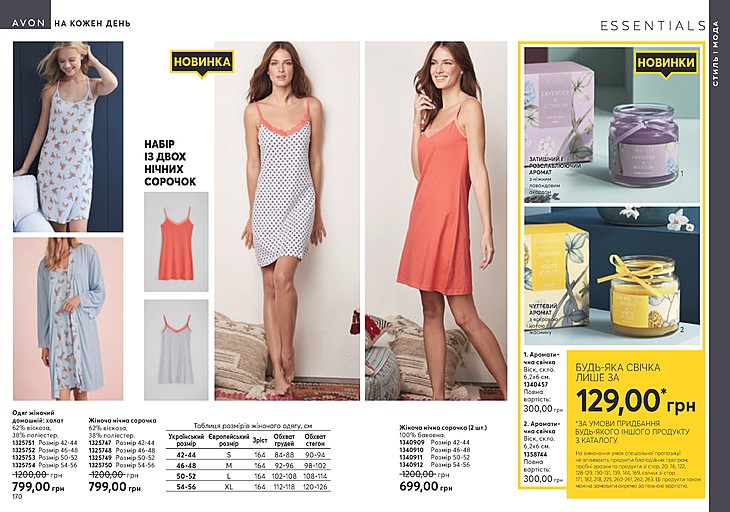 AVON НА КОЖЕН ДЕНЬ
ESSENTIALS
СТИЛЬ І МОДА
НОВИНКА
НАБІР
ІЗ ДВОХ
НІЧНИХ
СОРОЧОК
НОВИНКИ
LAVENDER
ЗАТИШНИЙ І
РОЗСЛАБЛЮЮЧИЙ
АРОМАТ
з ніжним
лавандовим
акордом
1
ЧУТТЄВИЙ
АРОМАТ
з яскравою
нотою
жасмину
2
1. Аромати-
чна свічка
Віск, скло.
6,2х6 см.
1340457
Повна
вартість:
300,00 грн
2. Аромати-
чна свічка
Віск, скло.
6,2х6 см.
1358744
Повна
вартість:
300,00 грн
БУДЬ-ЯКА СВІЧКА
ЛИШЕ ЗА
129,00* грн
*ЗА УМОВИ ПРИДБАННЯ
БУДЬ-ЯКОГО ІНШОГО ПРОДУКТУ
З КАТАЛОГУ.
На виконання умов спеціальної пропозиції
не впливають продукти благодійних програм,
пробні зразки та продукти зі стор. 20, 76, 122,
128-129, 130-131, 139, 144, 169, свічки зі стор.
171, 182, 218, 225, 260-261, 262, 263. Ці продукти також
можна замовити окремо за повною вартістю.
Одяг жіночий
домашній: халат
62% віскоза,
38% поліестер.
1325751 Розмір 42-44
1325752 Розмір 46-48
1325753 Розмір 50-52
1325754 Розмір 54-56
1200,00 грн
799,00 грн
Жіноча нічна сорочка
62% віскоза,
38% поліестер.
1325747 Розмір 42-44
1325748 Розмір 46-48
1325749 Розмір 50-52
1325750 Розмір 54-56
1200,00 грн
799,00 грн
Таблиця розмірів жіночого одягу, см
Український розмір Європейський розмір Зріст Обхват грудей Обхват стегон
42-44 S 164 84-88 90-94
46-48 M 164 92-96 98-102
50-52 L 164 102-108 108-114
54-56 XL 164 112-118 120-126
Жіноча нічна сорочка (2 шт.)
100% бавовна.
1340909 Розмір 42-44
1340910 Розмір 46-48
1340911 Розмір 50-52
1340912 Розмір 54-56
1200,00 грн
699,00 грн
170